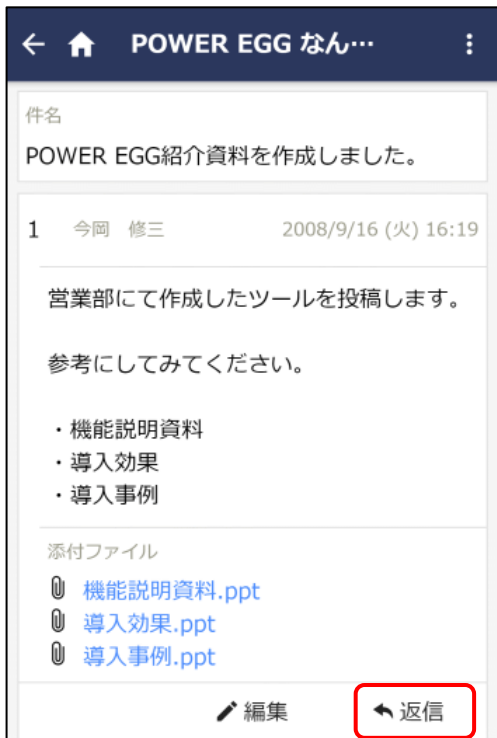 POWER EGG なん…
件名
POWER EGG紹介資料を作成しました。
1 今岡 修三 2008/9/16 (火) 16:19
営業部にて作成したツールを投稿します。
参考にしてみてください。
・機能説明資料
・導入効果
・導入事例
添付ファイル
機能説明資料.ppt
導入効果.ppt
導入事例.ppt
編集 返信